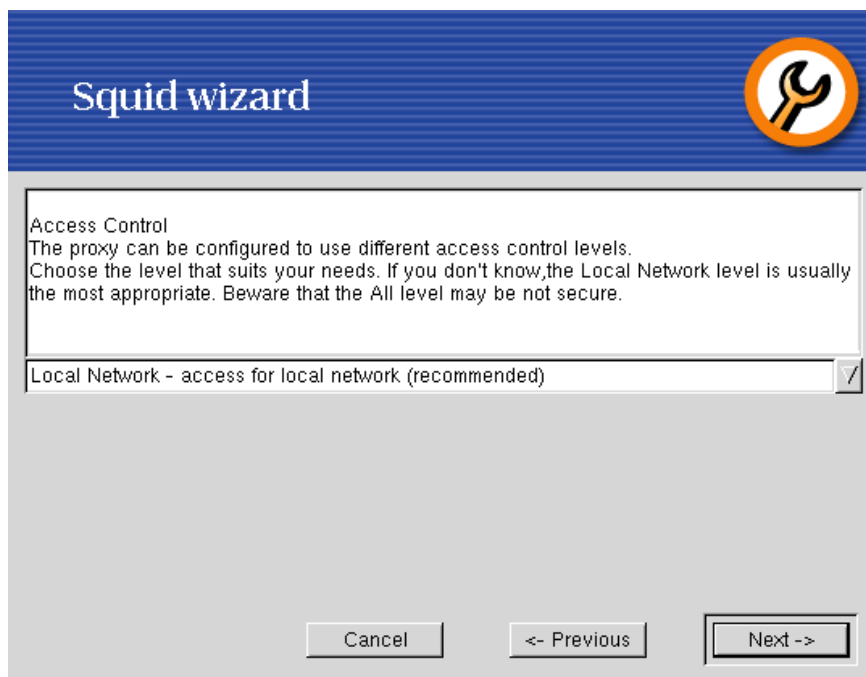 Squid wizard
Access Control
The proxy can be configured to use different access control levels.
Choose the level that suits your needs. If you don't know,the Local Network level is usually
the most appropriate. Beware that the All level may be not secure.
Local Network - access for local network (recommended)
Cancel
<- Previous
Next ->